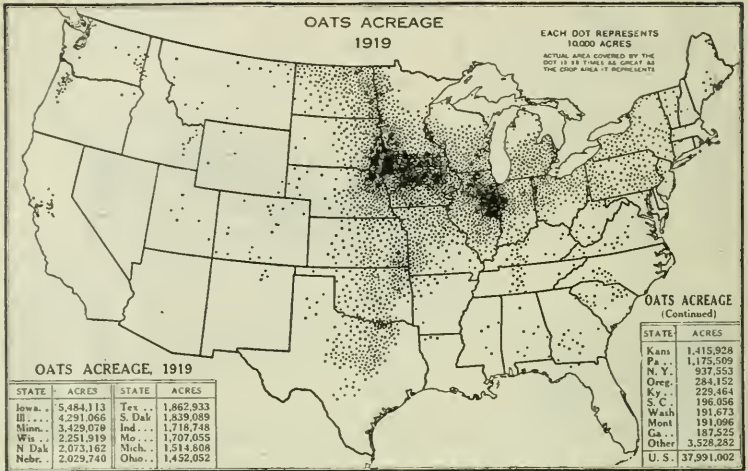 OATS ACREAGE
1919
EACH DOT REPRESENTS
10,000 ACRES
ACTUAL AREA COVERED BY THE
DOT IS
TIMES AS GREAT AS
THE CROP AREA IT REPRESENTS
OATS ACREAGE, 1919
STATE ACRES STATE ACRES
Iowa.. 5,484,113 Tex .. 1,862,933
Ill.... 4,291,066 S. Dak 1,839,089
Minn.. 3,429,078 Ind... 1,718,748
Wis .. 2,251,919 Mo... 1,707,055
N Dak 2,073,162 Mich.. 1,514,808
Nebr.. 2,029,740 Ohio.. 1,452,052
OATS ACREAGE
(Continued)
STATE ACRES
Kans 1,415,928
Pa .. 1,175,509
N. Y. 937,553
Oreg. 284,152
Ky .. 229,464
S. C. 196,056
Wash 191,673
Mont 191,096
Ga .. 187,525
Other 3,528,282
U. S. 37,991,002